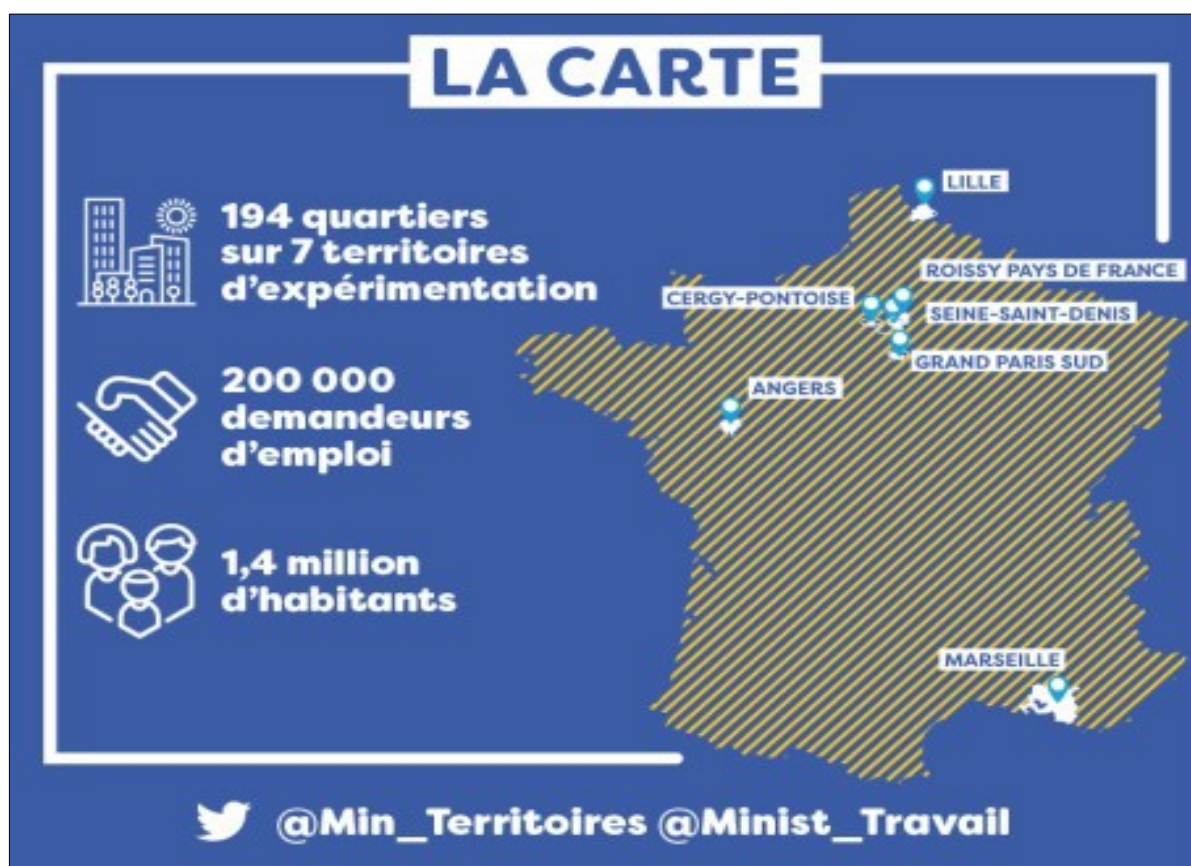 LA CARTE
194 quartiers
sur 7 territoires
d'expérimentation
200 000
demandeurs
d'emploi
1,4 million
d'habitants
LILLE
ROISSY PAYS DE FRANCE
CERGY-PONTOISE
SEINE-SAINT-DENIS
GRAND PARIS SUD
ANGERS
MARSEILLE
@Min_Territoires @Minist_Travail